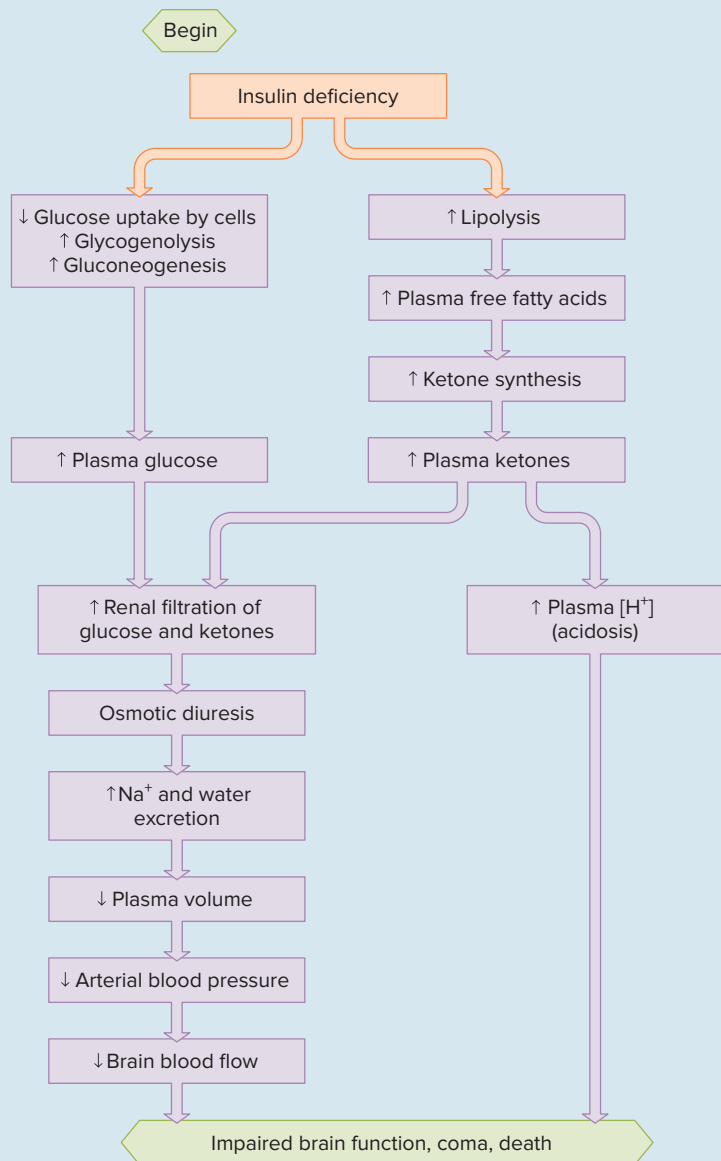 Begin
Insulin deficiency
↓ Glucose uptake by cells
↑ Glycogenolysis
↑ Gluconeogenesis
↑ Lipolysis
↑ Plasma free fatty acids
↑ Ketone synthesis
↑ Plasma glucose
↑ Plasma ketones
↑ Renal filtration of
glucose and ketones
↑ Plasma [H⁺]
(acidosis)
Osmotic diuresis
↑Na⁺ and water
excretion
↓ Plasma volume
↓ Arterial blood pressure
↓Brain blood flow
Impaired brain function, coma, death